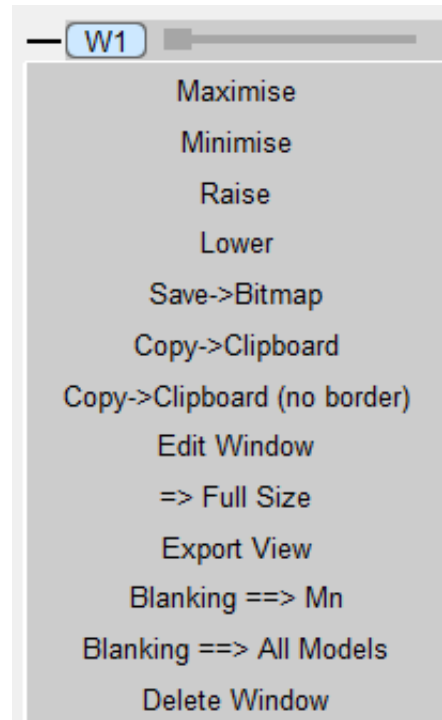 W1
Maximise
Minimise
Raise
Lower
Save->Bitmap
Copy->Clipboard
Copy->Clipboard (no border)
Edit Window
=> Full Size
Export View
Blanking ==> Mn
Blanking ==> All Models
Delete Window